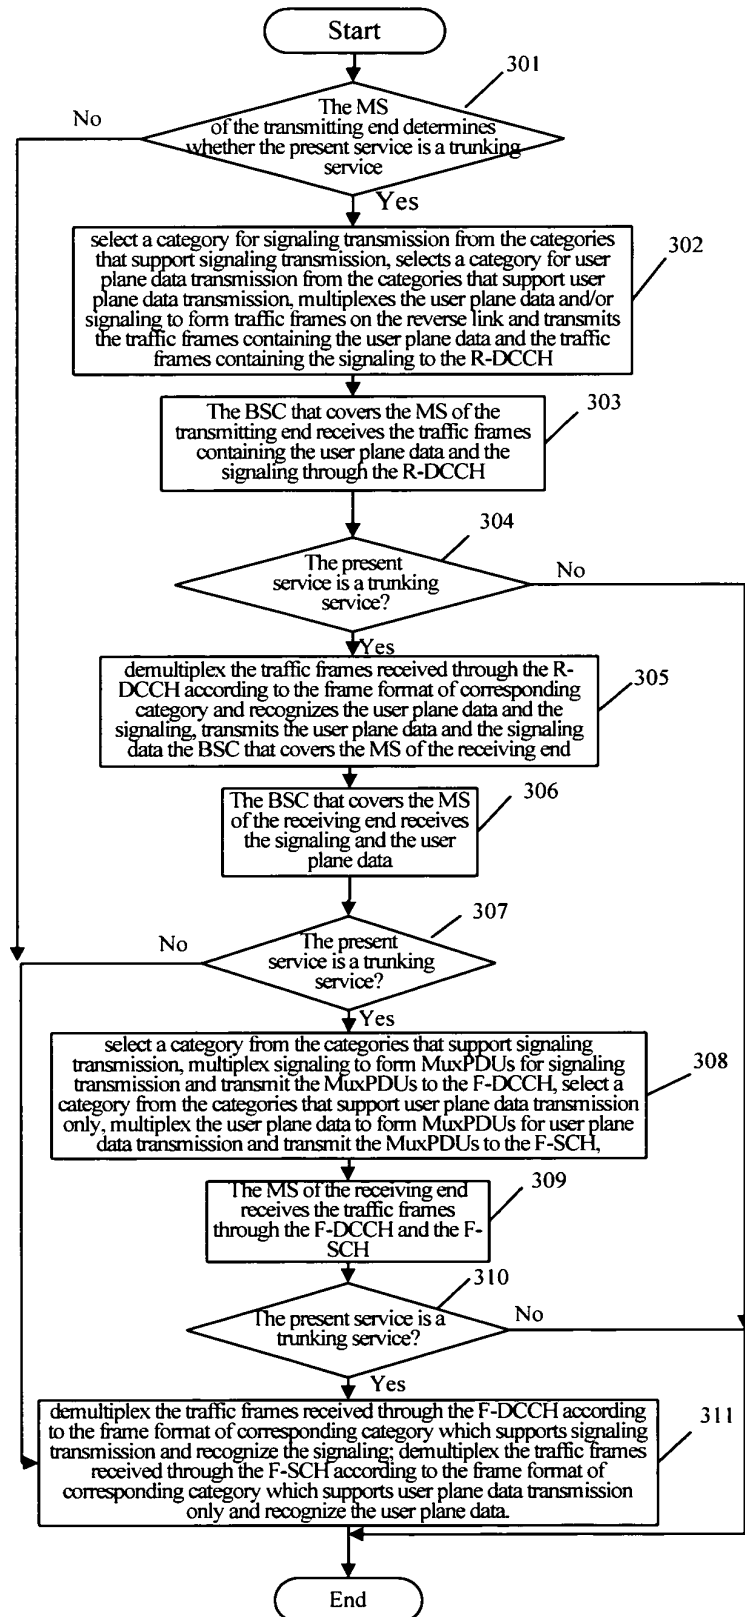 Start
301
No
The MS
of the transmitting end determines
whether the present service is a trunking
service
Yes
select a category for signaling transmission from the categories
that support signaling transmission, selects a category for user
plane data transmission from the categories that support user
plane data transmission, multiplexes the user plane data and/or
signaling to form traffic frames on the reverse link and transmits
the traffic frames containing the user plane data and the traffic
frames containing the signaling to the R-DCCH
302
The BSC that covers the MS of the
transmitting end receives the traffic frames
containing the user plane data and the
signaling through the R-DCCH
303
304
The present
service is a trunking
service?
No
Yes
demultiplex the traffic frames received through the R-
DCCH according to the frame format of corresponding
category and recognizes the user plane data and the
signaling, transmits the user plane data and the signaling
data the BSC that covers the MS of the receiving end
305
The BSC that covers the MS
of the receiving end receives
the signaling and the user
plane data
306
307
No
The present
service is a trunking
service?
Yes
select a category from the categories that support signaling
transmission, multiplex signaling to form MuxPDUs for signaling
transmission and transmit the MuxPDUs to the F-DCCH, select a
category from the categories that support user plane data transmission
only, multiplex the user plane data to form MuxPDUs for user plane
data transmission and transmit the MuxPDUs to the F-SCH,
308
The MS of the receiving end
receives the traffic frames
through the F-DCCH and the F-
SCH
309
310
The present service is a
trunking service?
No
Yes
demultiplex the traffic frames received through the F-DCCH according
to the frame format of corresponding category which supports signaling
transmission and recognize the signaling; demultiplex the traffic frames
received through the F-SCH according to the frame format of
corresponding category which supports user plane data transmission
only and recognize the user plane data.
311
End